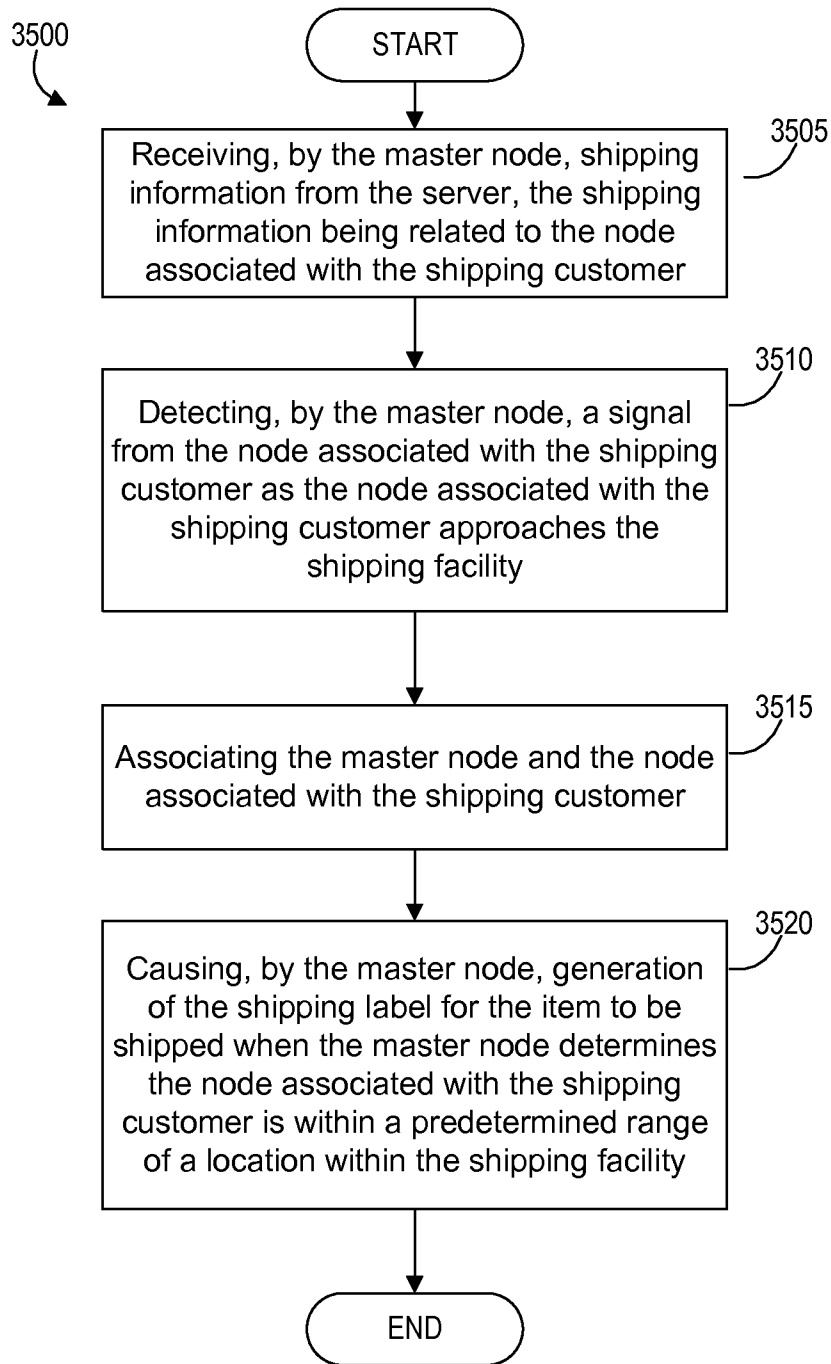 3500
START
3505
Receiving, by the master node, shipping
information from the server, the shipping
information being related to the node
associated with the shipping customer
3510
Detecting, by the master node, a signal
from the node associated with the shipping
customer as the node associated with the
shipping customer approaches the
shipping facility
3515
Associating the master node and the node
associated with the shipping customer
3520
Causing, by the master node, generation
of the shipping label for the item to be
shipped when the master node determines
the node associated with the shipping
customer is within a predetermined range
of a location within the shipping facility
END